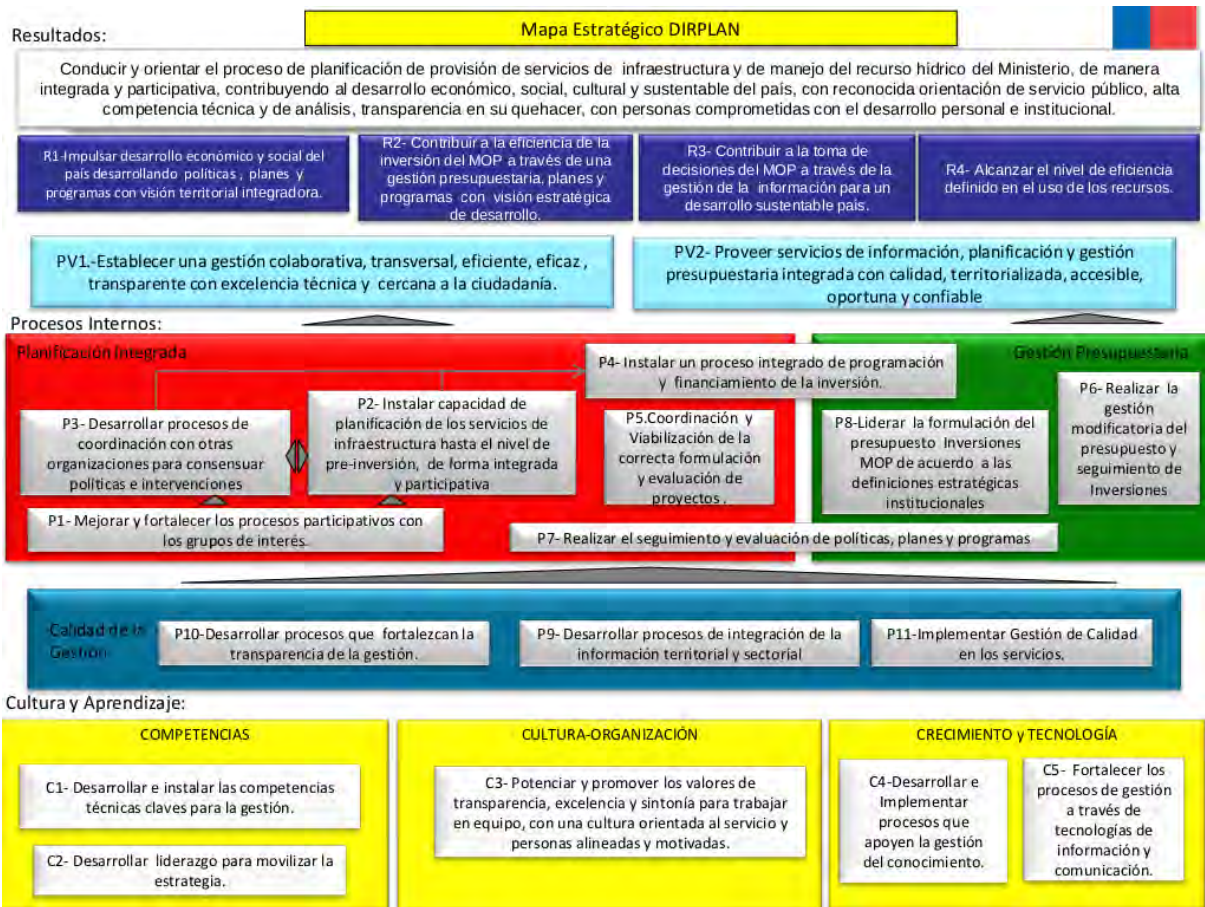 Mapa Estratégico DIRPLAN
Resultados:
Conducir y orientar el proceso de planificación de provisión de servicios de infraestructura y de manejo del recurso hídrico del Ministerio, de manera
integrada y participativa, contribuyendo al desarrollo económico, social, cultural y sustentable del país, con reconocida orientación de servicio público, alta
competencia técnica y de análisis, transparencia en su quehacer, con personas comprometidas con el desarrollo personal e institucional.
R1-Impulsar desarrollo económico y social del
país desarrollando políticas , planes y
programas con visión territorial integradora.
R2- Contribuir a la eficiencia de la
inversión del MOP a través de una
gestión presupuestaria, planes y
programas con visión estratégica
de desarrollo.
R3- Contribuir a la toma de
decisiones del MOP a través de la
gestión de la información para un
desarrollo sustentable país.
R4- Alcanzar el nivel de eficiencia
definido en el uso de los recursos.
PV1.-Establecer una gestión colaborativa, transversal, eficiente, eficaz ,
transparente con excelencia técnica y cercana a la ciudadanía.
PV2- Proveer servicios de información, planificación y gestión
presupuestaria integrada con calidad, territorializada, accesible,
oportuna y confiable
Procesos Internos:
Planificación Integrada
Gestión Presupuestaria
P4- Instalar un proceso integrado de programación
y financiamiento de la inversión.
P3- Desarrollar procesos de
coordinación con otras
organizaciones para consensuar
políticas e intervenciones
P2- Instalar capacidad de
planificación de los servicios de
infraestructura hasta el nivel de
pre-inversión, de forma integrada
y participativa
P5.Coordinación y
Viabilización de la
correcta formulación
y evaluación de
proyectos .
P8-Liderar la formulación del
presupuesto Inversiones
MOP de acuerdo a las
definiciones estratégicas
institucionales
P6- Realizar la
gestión
modificatoria del
presupuesto y
seguimiento de
Inversiones
P1- Mejorar y fortalecer los procesos participativos con
los grupos de interés.
P7- Realizar el seguimiento y evaluación de políticas, planes y programas
Calidad de la
Gestión
P10-Desarrollar procesos que fortalezcan la
transparencia de la gestión.
P9- Desarrollar procesos de integración de la
información territorial y sectorial
P11-Implementar Gestión de Calidad
en los servicios.
Cultura y Aprendizaje:
COMPETENCIAS
C1- Desarrollar e instalar las competencias
técnicas claves para la gestión.
C2- Desarrollar liderazgo para movilizar la
estrategia.
CULTURA-ORGANIZACIÓN
C3- Potenciar y promover los valores de
transparencia, excelencia y sintonía para trabajar
en equipo, con una cultura orientada al servicio y
personas alineadas y motivadas.
CRECIMIENTO y TECNOLOGÍA
C4-Desarrollar e
Implementar
procesos que
apoyen la gestión
del conocimiento.
C5- Fortalecer los
procesos de gestión
a través de
tecnologías de
información y
comunicación.